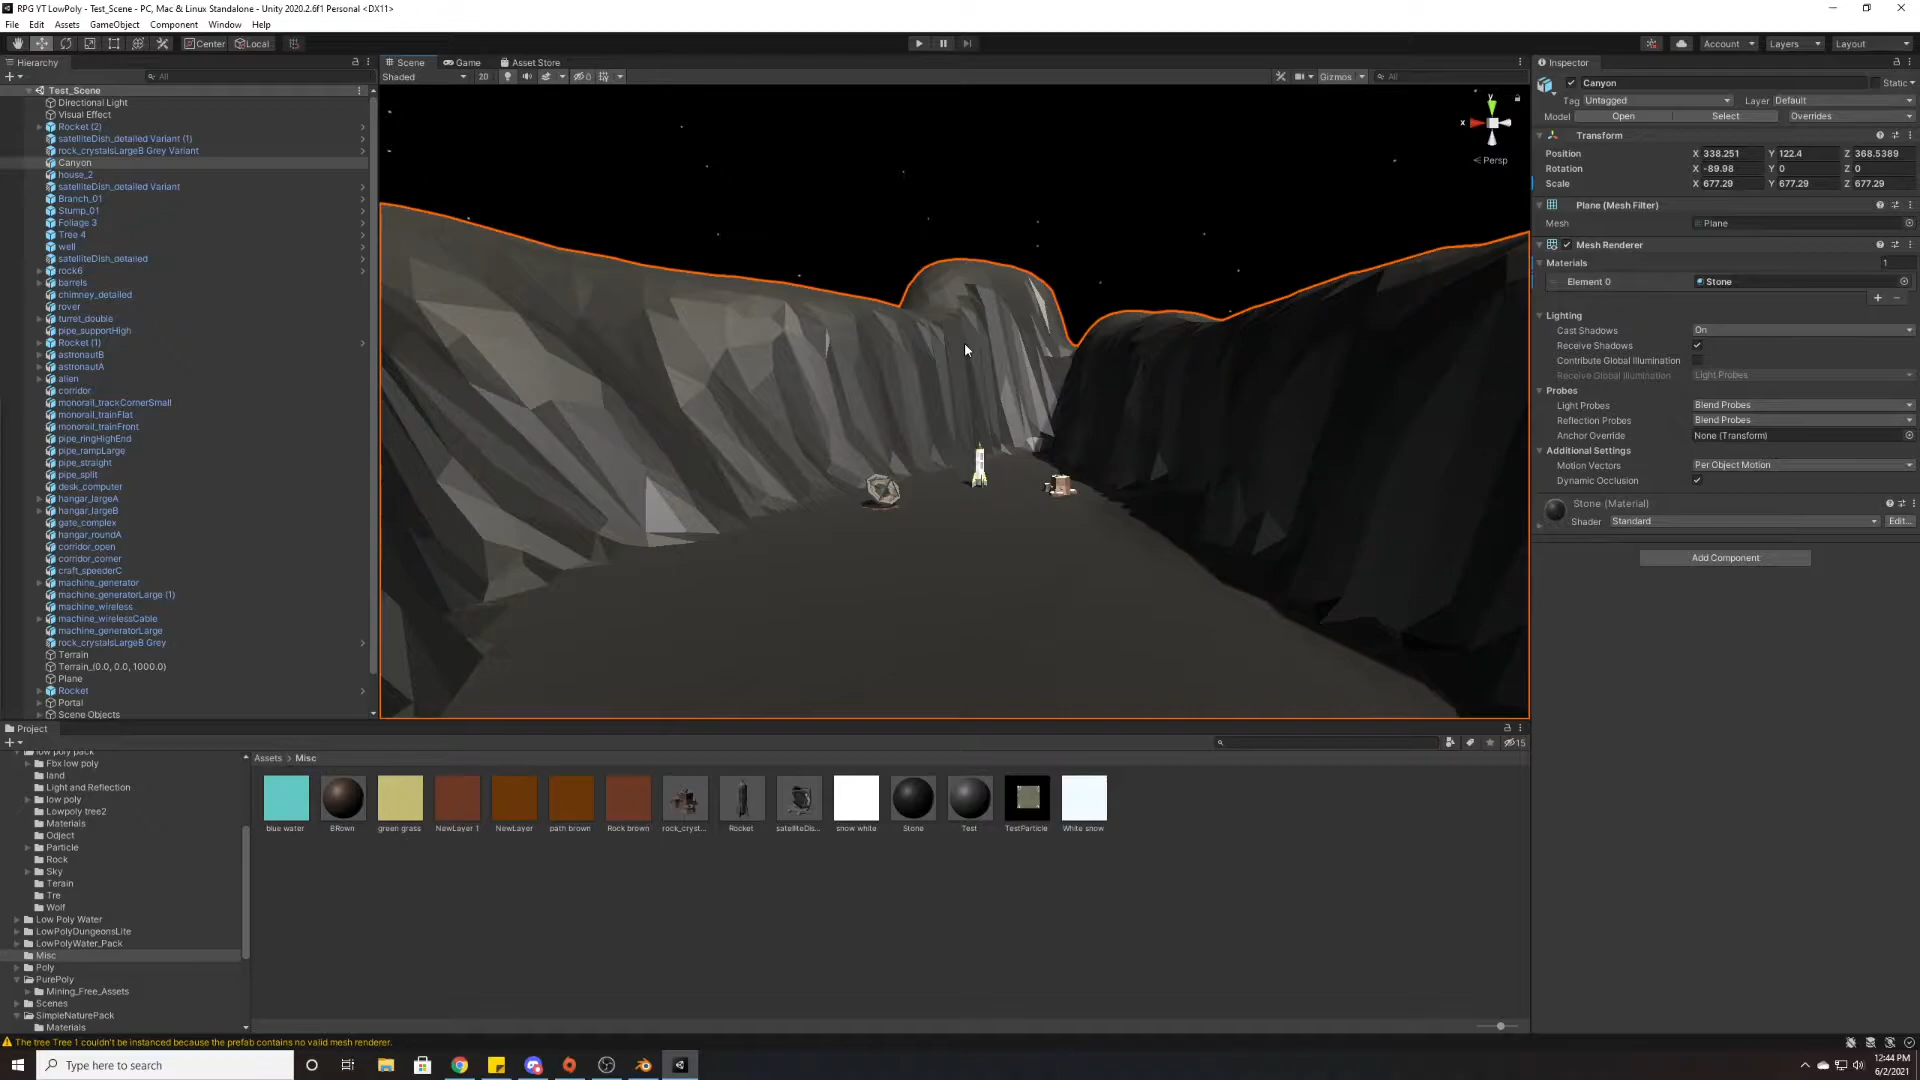 RPG YT LowPoly - Test_Scene - PC, Mac & Linux Standalone - Unity 2020.2.6f1 Personal <DX11>
File Edit Assets GameObject Component Window Help
Center Local
Account Layers Layout
Hierarchy
All
Test_Scene
Directional Light
Visual Effect
Rocket (2)
satelliteDish_detailed Variant (1)
rock_crystalsLargeB Grey Variant
Canyon
house_2
satelliteDish_detailed Variant
Branch_01
Stump_01
Foliage 3
Tree 4
well
satelliteDish_detailed
rock6
barrels
chimney_detailed
rover
turret_double
pipe_supportHigh
Rocket (1)
astronautB
astronautA
alien
corridor
monorail_trackCornerSmall
monorail_trainFlat
monorail_trainFront
pipe_ringHighEnd
pipe_rampLarge
pipe_straight
pipe_split
desk_computer
hangar_largeA
hangar_largeB
gate_complex
hangar_roundA
corridor_open
corridor_corner
craft_speederC
machine_generator
machine_generatorLarge (1)
machine_wireless
machine_wirelessCable
machine_generatorLarge
rock_crystalsLargeB Grey
Terrain
Terrain_(0.0, 0.0, 1000.0)
Plane
Rocket
Portal
Scene Objects
Scene Game Asset Store
Shaded 2D 0 Gizmos All
y
x
< Persp
Inspector
Canyon Static
Tag Untagged Layer Default
Model Open Select Overrides
Transform
Position X 338.251 Y 122.4 Z 368.5389
Rotation X -89.98 Y 0 Z 0
Scale X 677.29 Y 677.29 Z 677.29
Plane (Mesh Filter)
Mesh Plane
Mesh Renderer
Materials 1
Element 0 Stone
Lighting
Cast Shadows On
Receive Shadows
Contribute Global Illumination
Receive Global Illumination Light Probes
Probes
Light Probes Blend Probes
Reflection Probes Blend Probes
Anchor Override None (Transform)
Additional Settings
Motion Vectors Per Object Motion
Dynamic Occlusion
Stone (Material)
Shader Standard Edit...
Add Component
Project
15
low poly pack
Fbx low poly
land
Light and Reflection
low poly
Lowpoly tree2
Materials
Odject
Particle
Rock
Sky
Terain
Tre
Wolf
Low Poly Water
LowPolyDungeonsLite
LowPolyWater_Pack
Misc
Poly
PurePoly
Mining_Free_Assets
Scenes
SimpleNaturePack
Materials
Assets > Misc
blue water BRown green grass NewLayer 1 NewLayer path brown Rock brown rock_cryst... Rocket satelliteDis... snow white Stone Test TestParticle White snow
The tree Tree 1 couldn't be instanced because the prefab contains no valid mesh renderer.
Type here to search
12:44 PM
6/2/2021